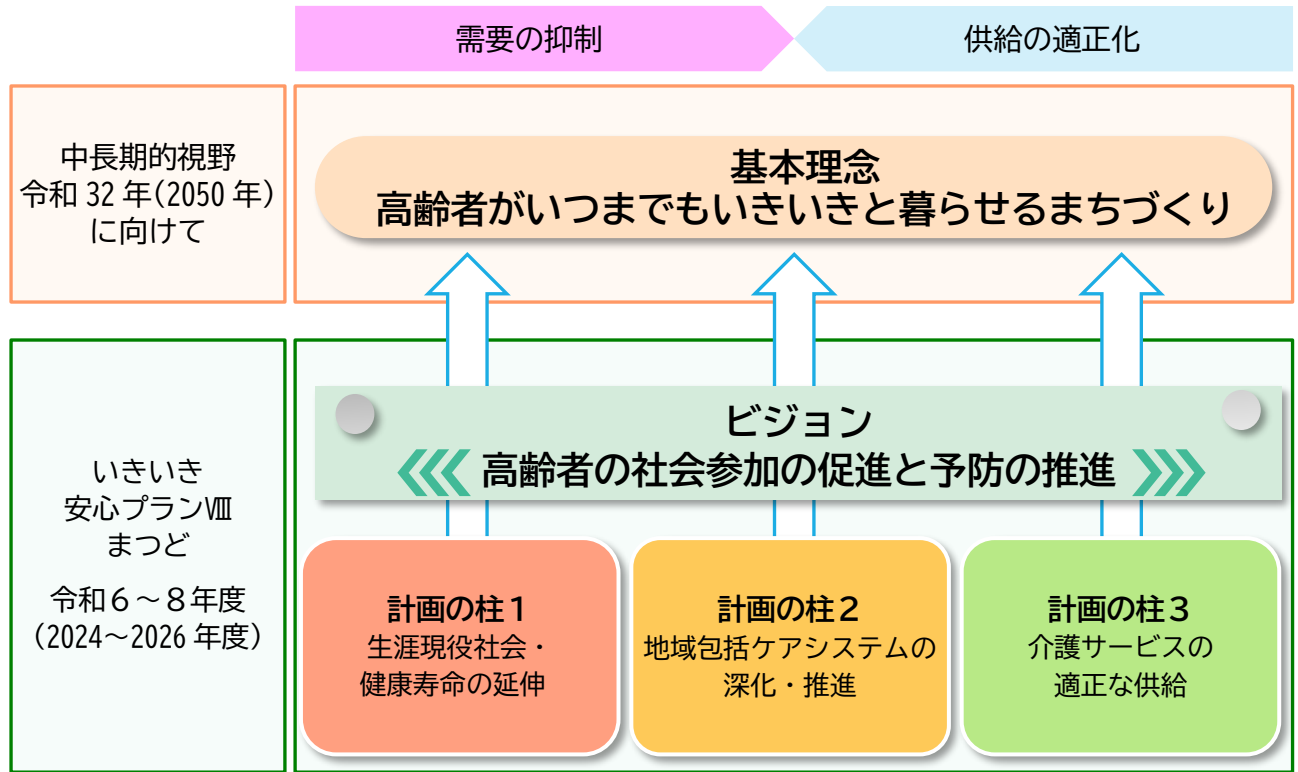 需要の抑制
供給の適正化
中長期的視野
令和 32 年(2050 年)
に向けて
基本理念
高齢者がいつまでもいきいきと暮らせるまちづくり
いきいき
安心プランⅧ
まつど
令和６～８年度
(2024～2026 年度)
ビジョン
高齢者の社会参加の促進と予防の推進
計画の柱１
生涯現役社会・
健康寿命の延伸
計画の柱２
地域包括ケアシステムの
深化・推進
計画の柱３
介護サービスの
適正な供給